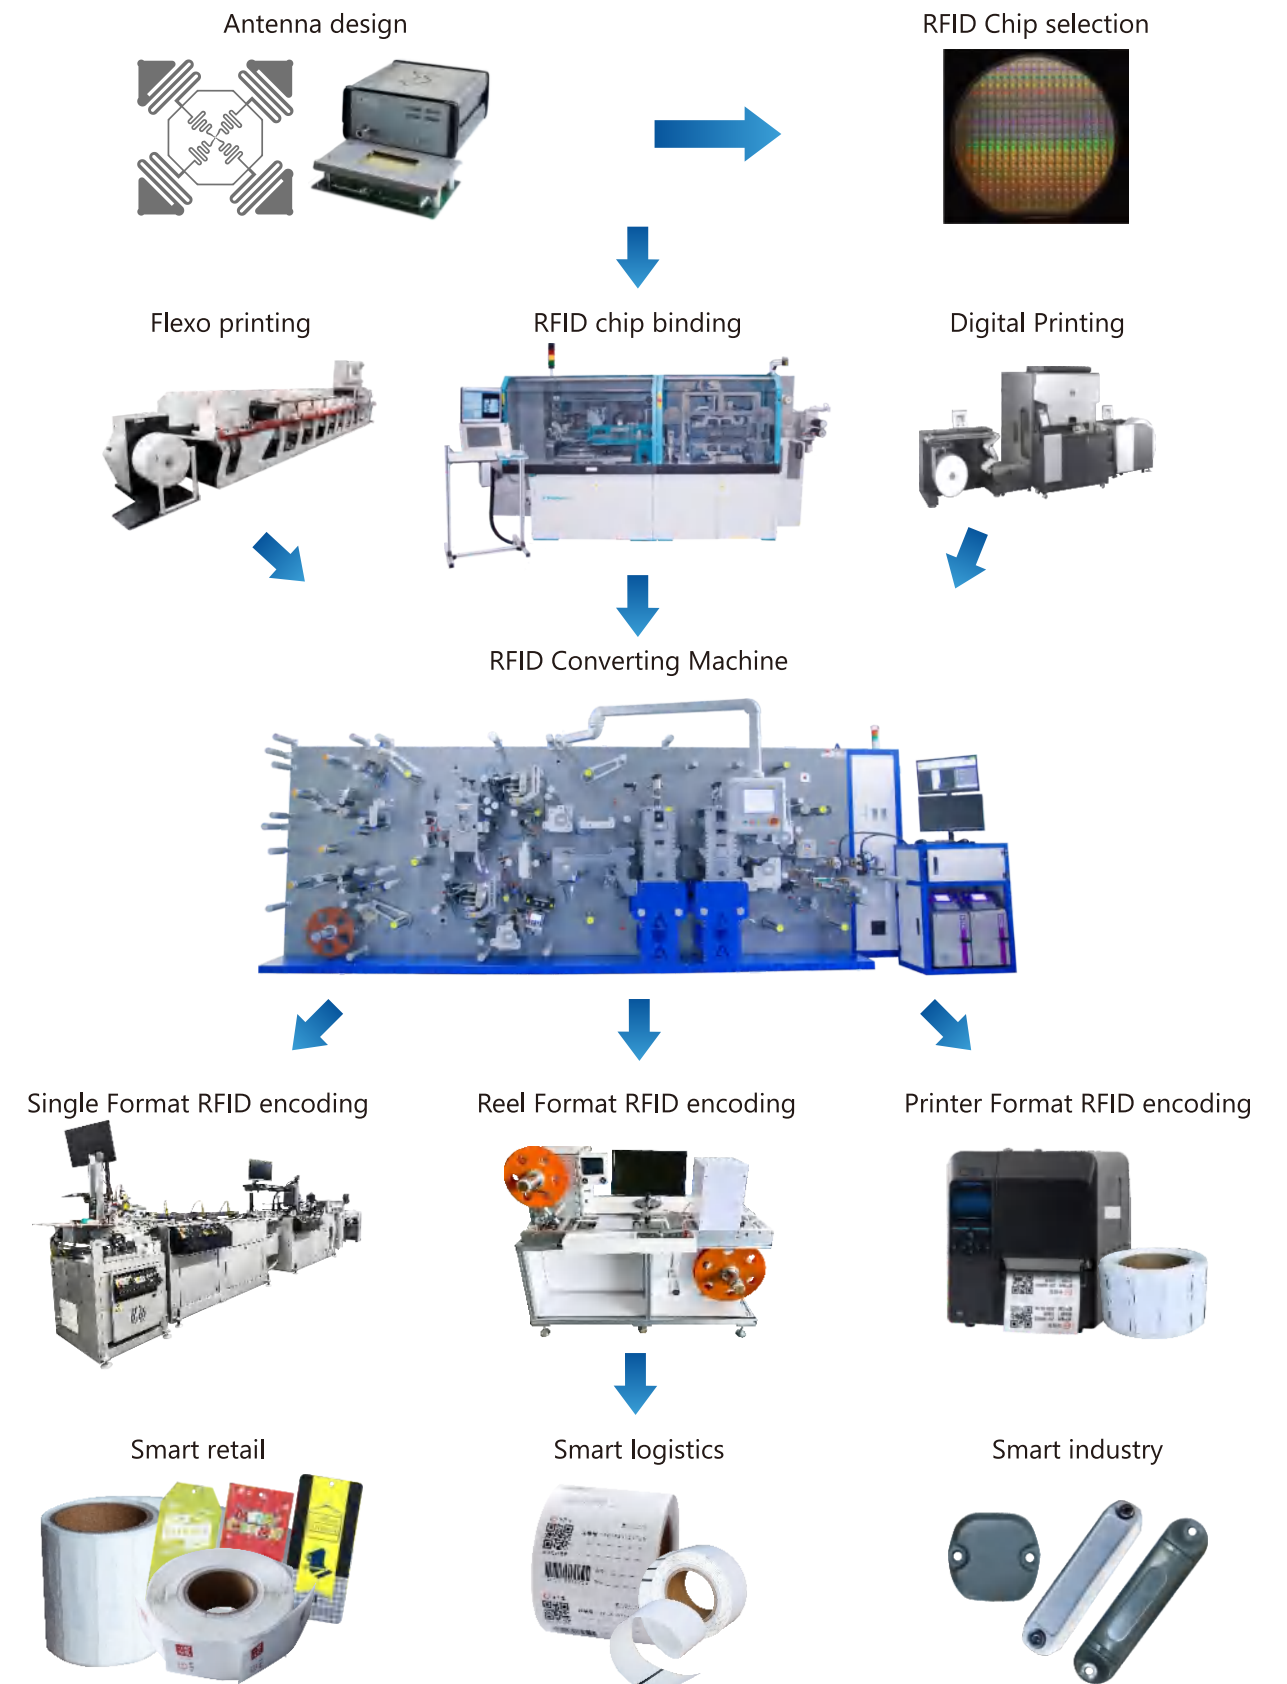 Antenna design
RFID Chip selection
Flexo printing
RFID chip binding
Digital Printing
RFID Converting Machine
Single Format RFID encoding
Reel Format RFID encoding
Printer Format RFID encoding
Smart retail
Smart logistics
Smart industry